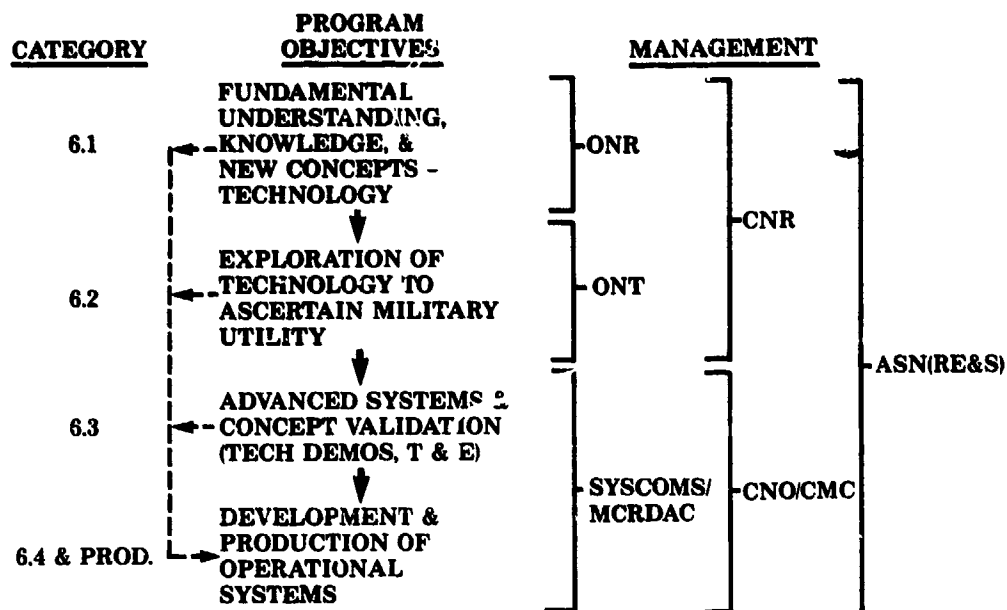 CATEGORY
PROGRAM
OBJECTIVES
MANAGEMENT
6.1
FUNDAMENTAL
UNDERSTANDING,
KNOWLEDGE, &
NEW CONCEPTS -
TECHNOLOGY
ONR
CNR
6.2
EXPLORATION OF
TECHNOLOGY TO
ASCERTAIN MILITARY
UTILITY
ONT
ASN(RE&S)
6.3
ADVANCED SYSTEMS &
CONCEPT VALIDATION
(TECH DEMOS, T & E)
SYSCOMS/
MCRDAC
CNO/CMC
6.4 & PROD.
DEVELOPMENT &
PRODUCTION OF
OPERATIONAL
SYSTEMS